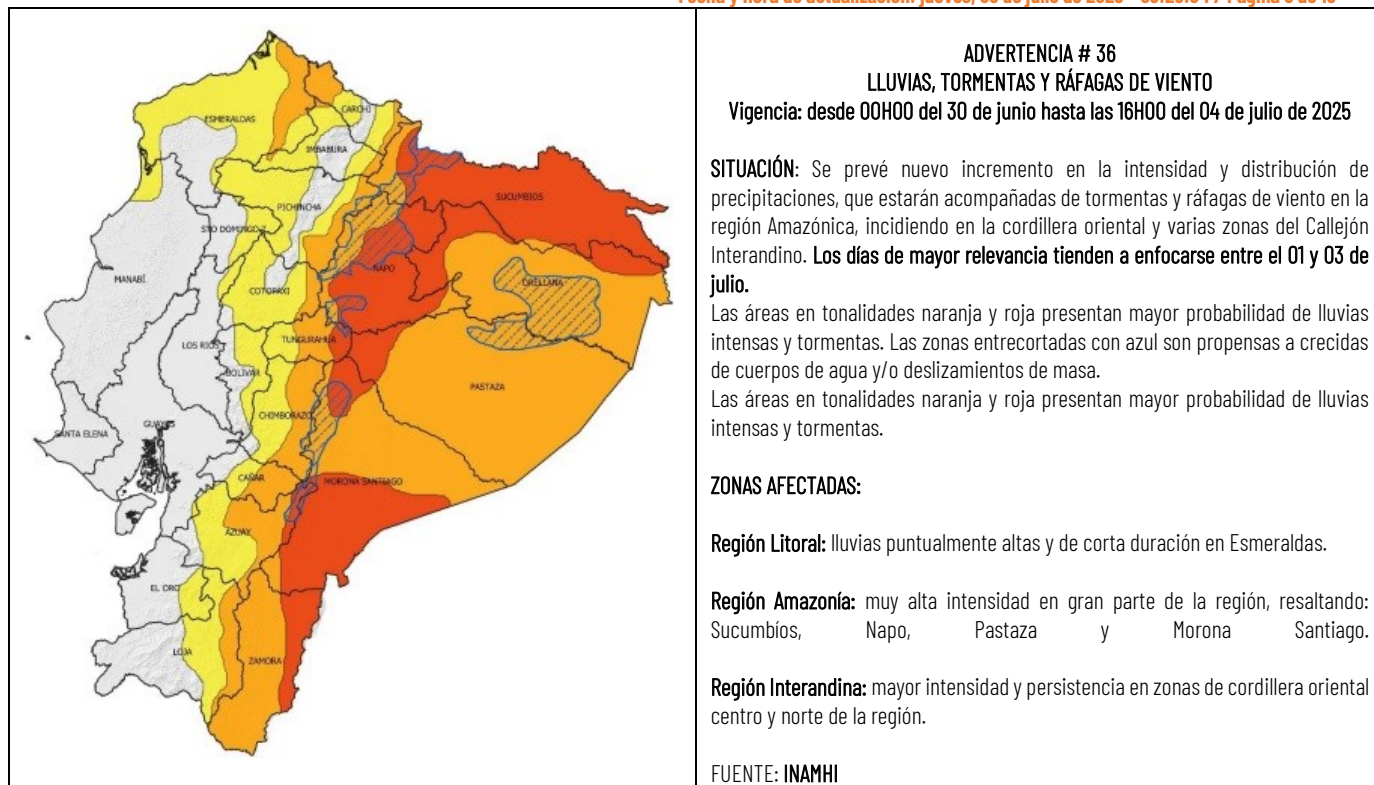 ADVERTENCIA # 36
LLUVIAS, TORMENTAS Y RÁFAGAS DE VIENTO
Vigencia: desde 00H00 del 30 de junio hasta las 16H00 del 04 de julio de 2025
SITUACIÓN: Se prevé nuevo incremento en la intensidad y distribución de
precipitaciones, que estarán acompañadas de tormentas y ráfagas de viento en la
región Amazónica, incidiendo en la cordillera oriental y varias zonas del Callejón
Interandino. Los días de mayor relevancia tienden a enfocarse entre el 01 y 03 de
julio.
Las áreas en tonalidades naranja y roja presentan mayor probabilidad de lluvias
intensas y tormentas. Las zonas entrecortadas con azul son propensas a crecidas
de cuerpos de agua y/o deslizamientos de masa.
Las áreas en tonalidades naranja y roja presentan mayor probabilidad de lluvias
intensas y tormentas.
ZONAS AFECTADAS:
Región Litoral: lluvias puntualmente altas y de corta duración en Esmeraldas.
Región Amazonía: muy alta intensidad en gran parte de la región, resaltando:
Sucumbíos, Napo, Pastaza y Morona Santiago.
Región Interandina: mayor intensidad y persistencia en zonas de cordillera oriental
centro y norte de la región.
FUENTE: INAMHI
CARCHI
ESMERALDAS
IMBABURA
SUCUMBIOS
PICHINCHA
STO DOMINGO
NAPO
MANABÍ
ORELLANA
COTOPAXI
TUNGURAHUA
LOS RIOS
BOLIVAR
PASTAZA
CHIMBORAZO
GUAYAS
SANTA ELENA
CAÑAR
MORONA SANTIAGO
AZUAY
EL ORO
LOJA
ZAMORA